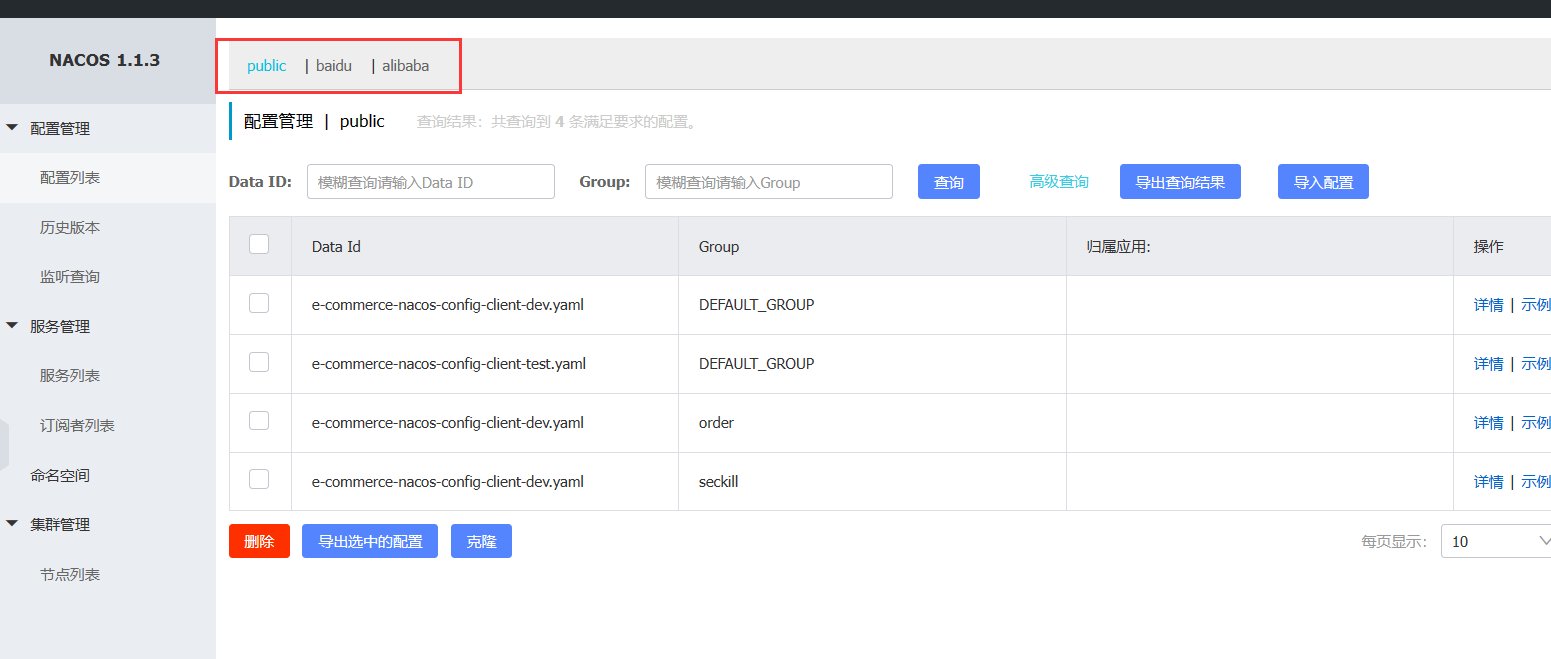 NACOS 1.1.3
配置管理
配置列表
历史版本
监听查询
服务管理
服务列表
订阅者列表
命名空间
集群管理
节点列表
public | baidu | alibaba
配置管理 | public 查询结果：共查询到 4 条满足要求的配置。
Data ID: 模糊查询请输入Data ID Group: 模糊查询请输入Group 查询 高级查询 导出查询结果 导入配置
Data Id Group 归属应用: 操作
e-commerce-nacos-config-client-dev.yaml DEFAULT_GROUP 详情 | 示例
e-commerce-nacos-config-client-test.yaml DEFAULT_GROUP 详情 | 示例
e-commerce-nacos-config-client-dev.yaml order 详情 | 示例
e-commerce-nacos-config-client-dev.yaml seckill 详情 | 示例
删除 导出选中的配置 克隆 每页显示： 10